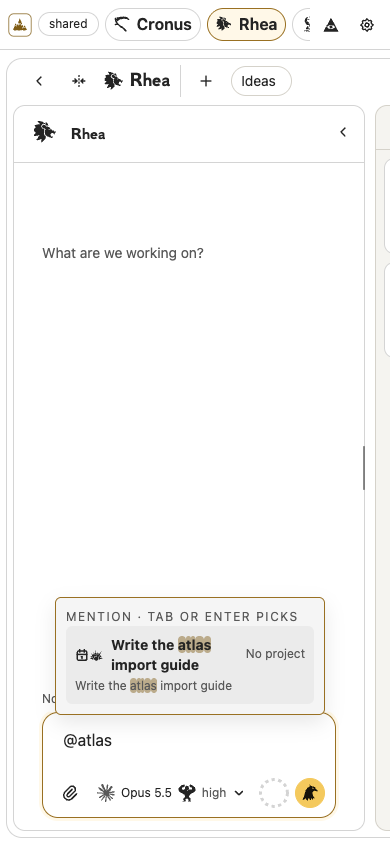 shared
Cronus
Rhea
Rhea
Ideas
Rhea
What are we working on?
MENTION · TAB OR ENTER PICKS
Write the atlas import guide
No project
Write the atlas import guide
No
@atlas
Opus 5.5
high